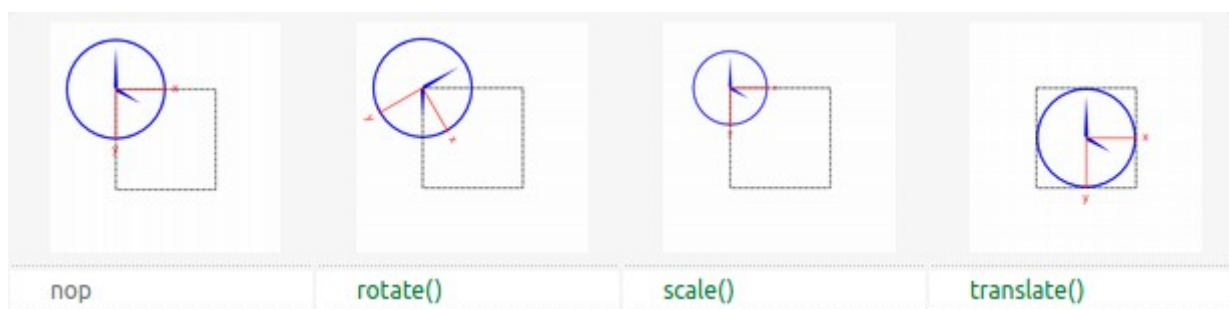 x
y
x
y
x
y
x
y
nop
rotate()
scale()
translate()